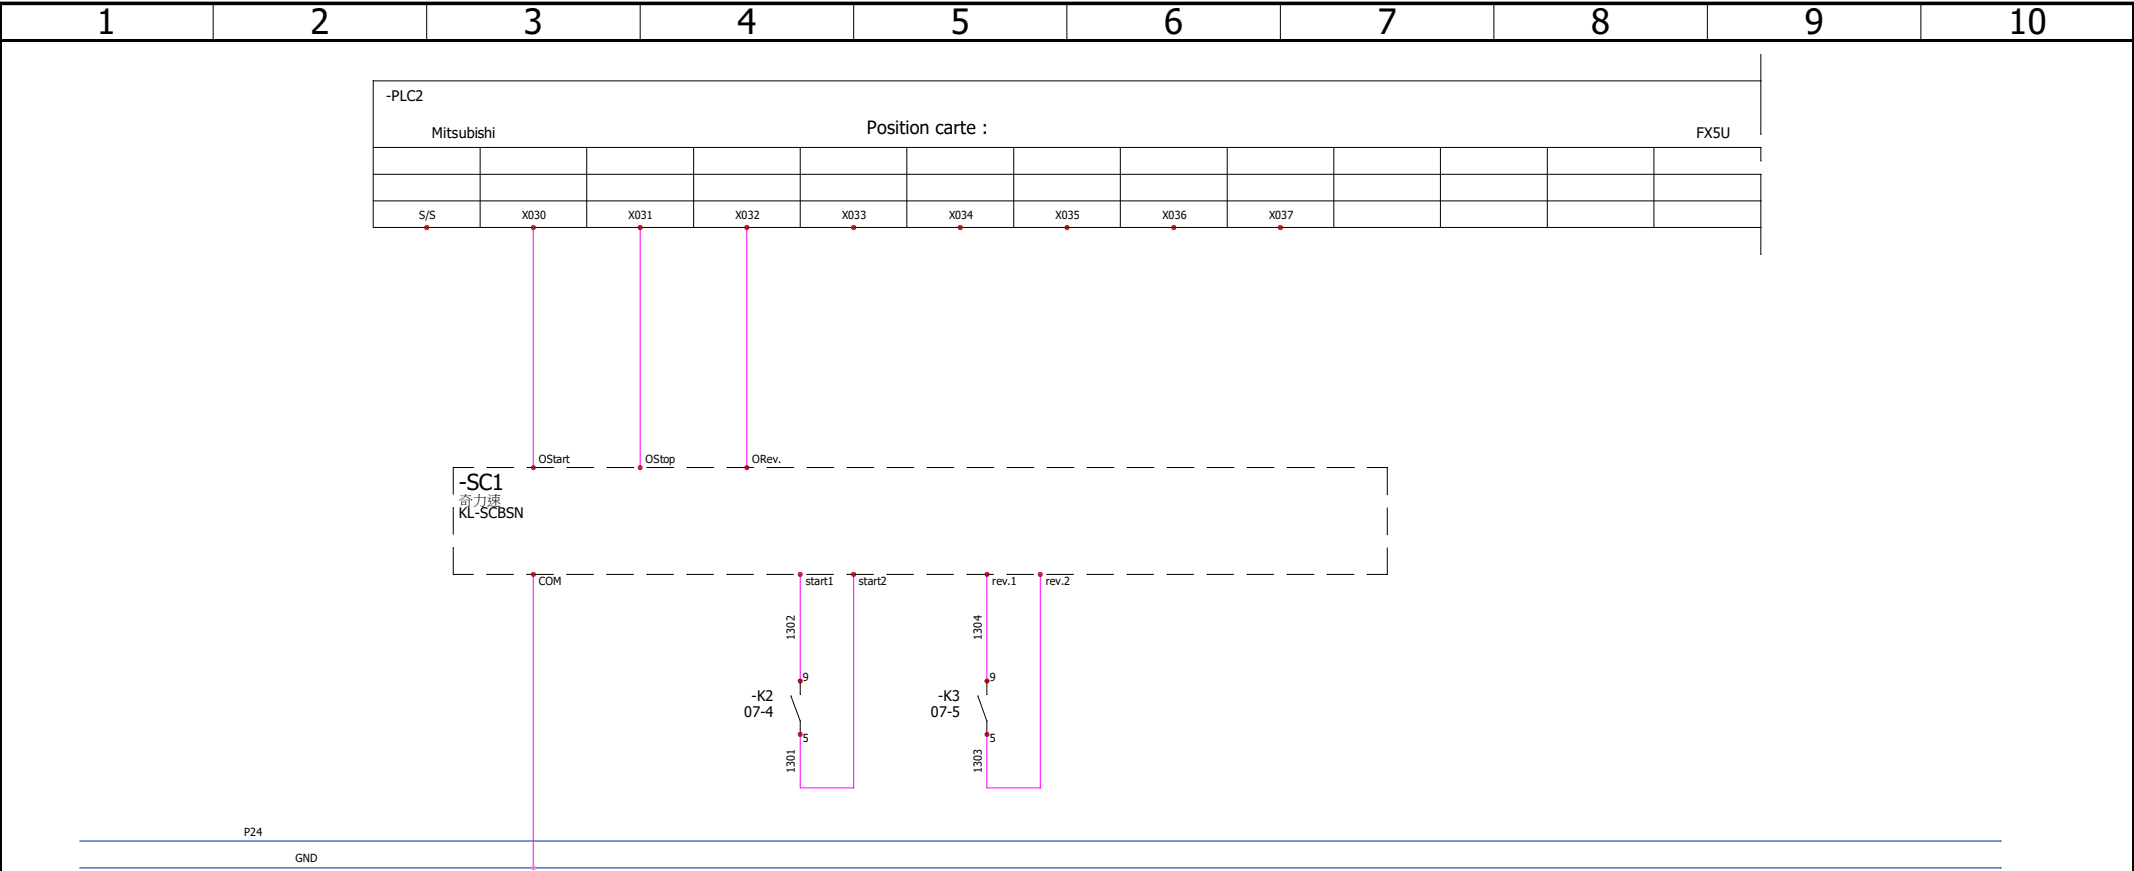 1 2 3 4 5 6 7 8 9 10
-PLC2
Mitsubishi Position carte : FX5U
S/S X030 X031 X032 X033 X034 X035 X036 X037
OStart OStop ORev.
-SC1
奇力速
KL-SCBSN
COM start1 start2 rev.1 rev.2
1302 1304
9 9
-K2 -K3
07-4 07-5
5 5
1301 1303
P24
GND